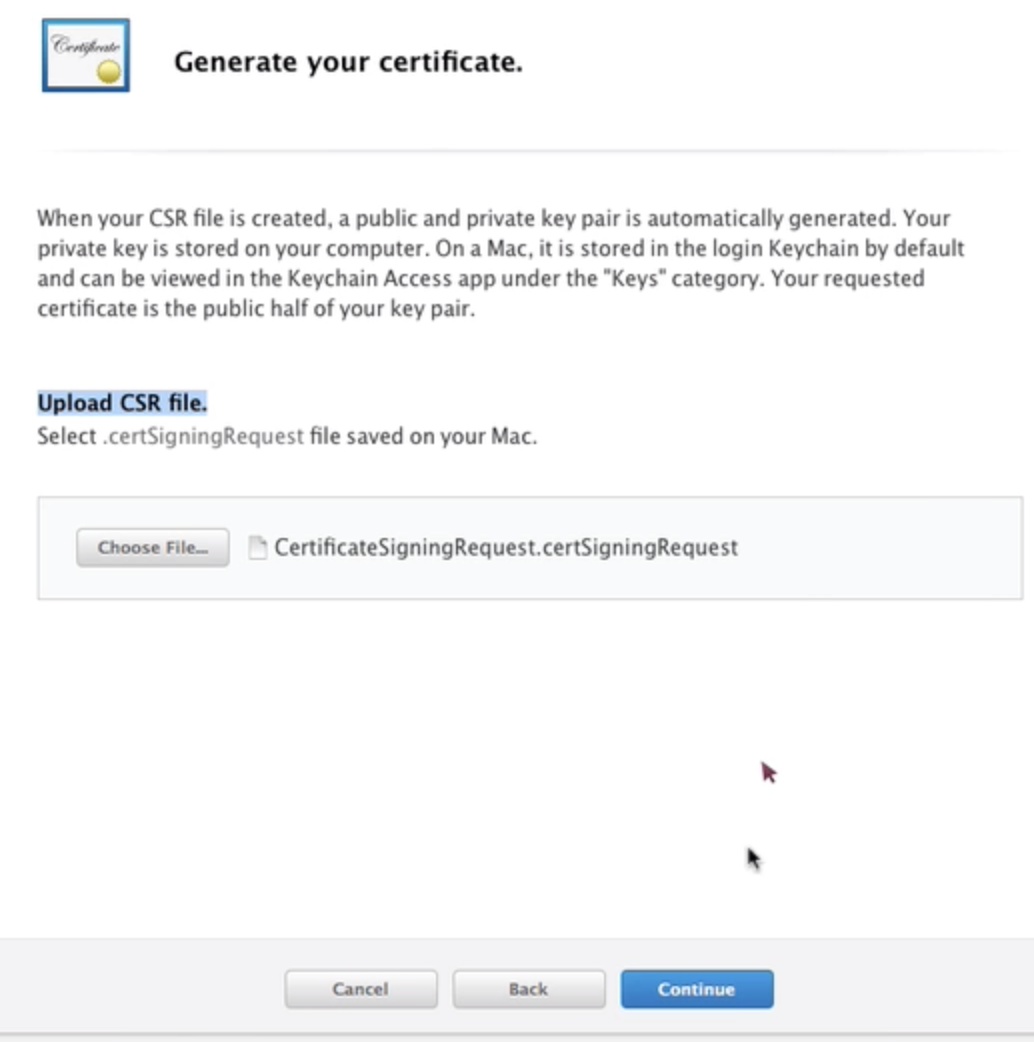 Certificate
Generate your certificate.
When your CSR file is created, a public and private key pair is automatically generated. Your
private key is stored on your computer. On a Mac, it is stored in the login Keychain by default
and can be viewed in the Keychain Access app under the "Keys" category. Your requested
certificate is the public half of your key pair.
Upload CSR file.
Select .certSigningRequest file saved on your Mac.
Choose File... CertificateSigningRequest.certSigningRequest
Cancel Back Continue